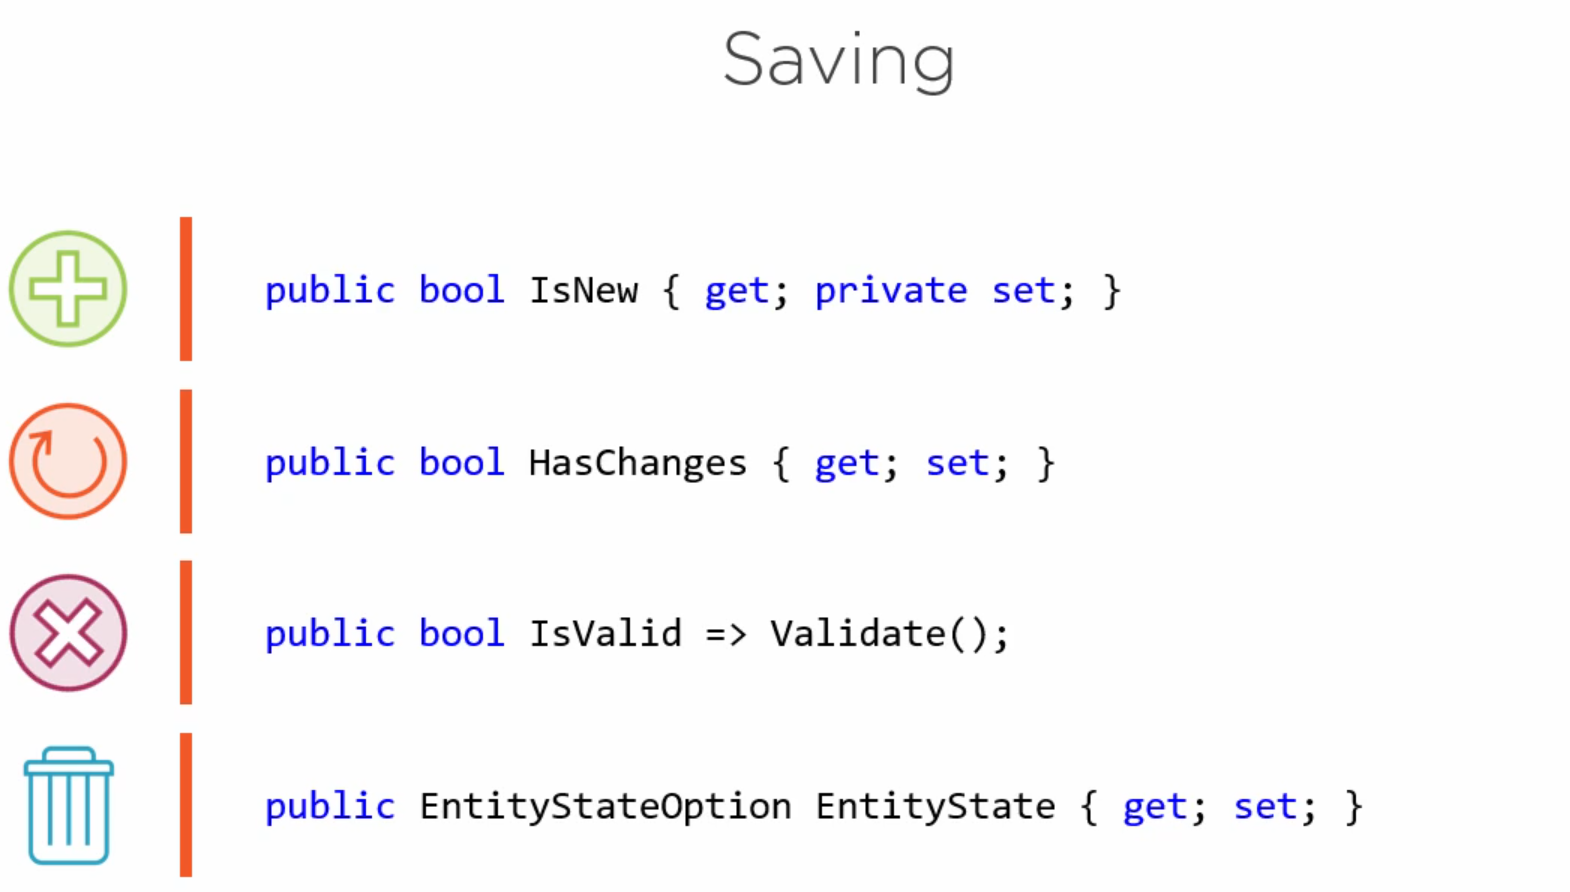 Saving
public bool IsNew { get; private set; }
public bool HasChanges { get; set; }
public bool IsValid => Validate();
public EntityStateOption EntityState { get; set; }